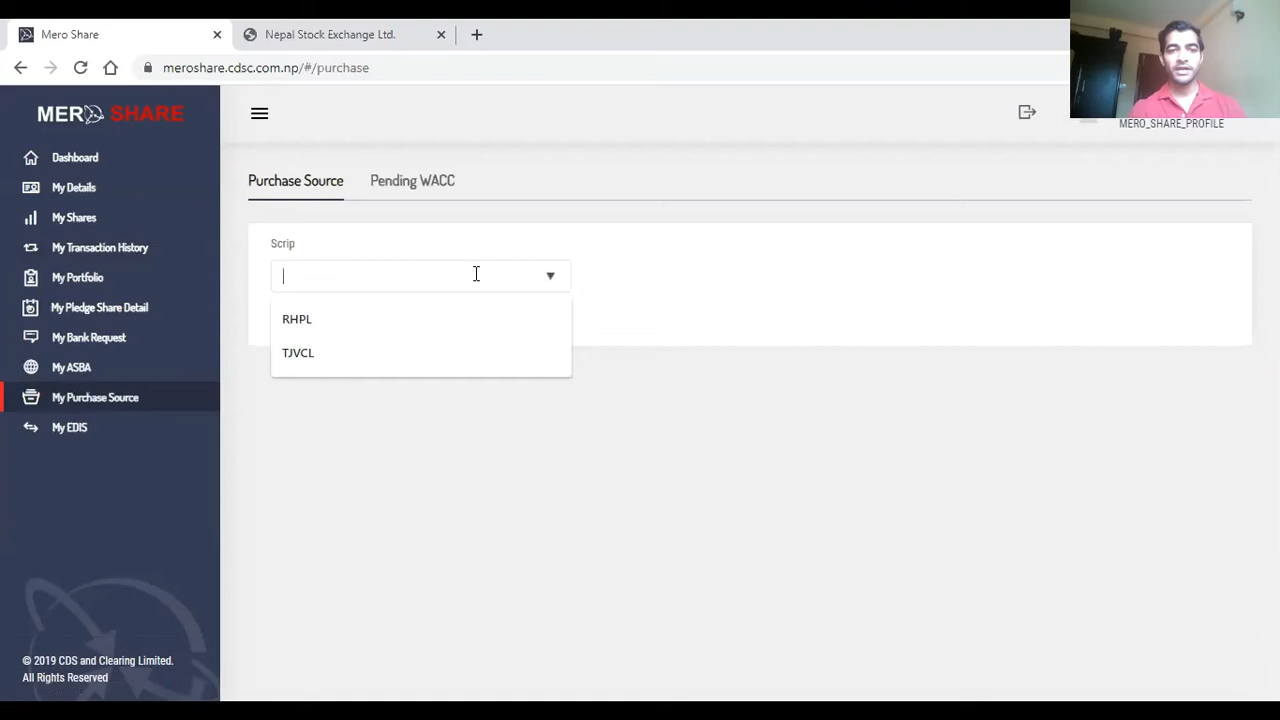 Mero Share
Nepal Stock Exchange Ltd.
meroshare.cdsc.com.np/#/purchase
MERO SHARE
MERO_SHARE_PROFILE
Dashboard
My Details
My Shares
My Transaction History
My Portfolio
My Pledge Share Detail
My Bank Request
My ASBA
My Purchase Source
My EDIS
Purchase Source
Pending WACC
Scrip
RHPL
TJVCL
© 2019 CDS and Clearing Limited.
All Rights Reserved